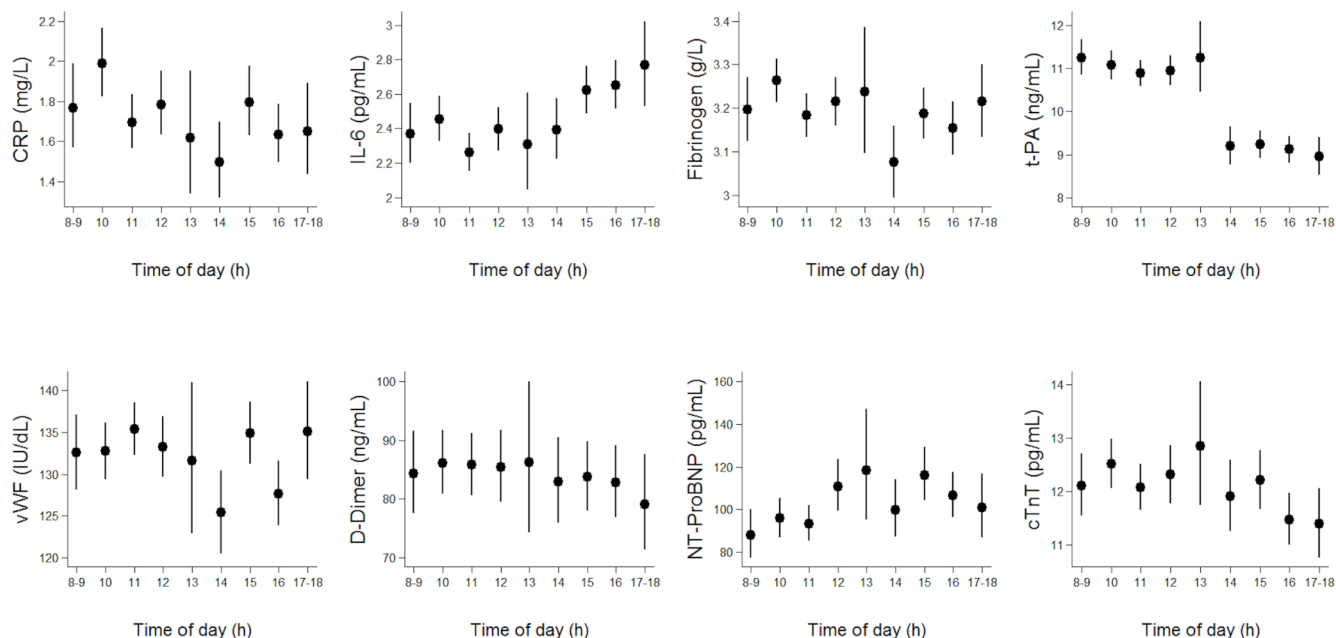 CRP (mg/L)
2.2
2
1.8
1.6
1.4
8-9 10 11 12 13 14 15 16 17-18
Time of day (h)
IL-6 (pg/mL)
3
2.8
2.6
2.4
2.2
2
8-9 10 11 12 13 14 15 16 17-18
Time of day (h)
Fibrinogen (g/L)
3.4
3.3
3.2
3.1
3
8-9 10 11 12 13 14 15 16 17-18
Time of day (h)
t-PA (ng/mL)
12
11
10
9
8
8-9 10 11 12 13 14 15 16 17-18
Time of day (h)
vWF (IU/dL)
140
135
130
125
120
8-9 10 11 12 13 14 15 16 17-18
Time of day (h)
D-Dimer (ng/mL)
100
90
80
70
8-9 10 11 12 13 14 15 16 17-18
Time of day (h)
NT-ProBNP (pg/mL)
160
140
120
100
80
8-9 10 11 12 13 14 15 16 17-18
Time of day (h)
cTnT (pg/mL)
14
13
12
11
8-9 10 11 12 13 14 15 16 17-18
Time of day (h)